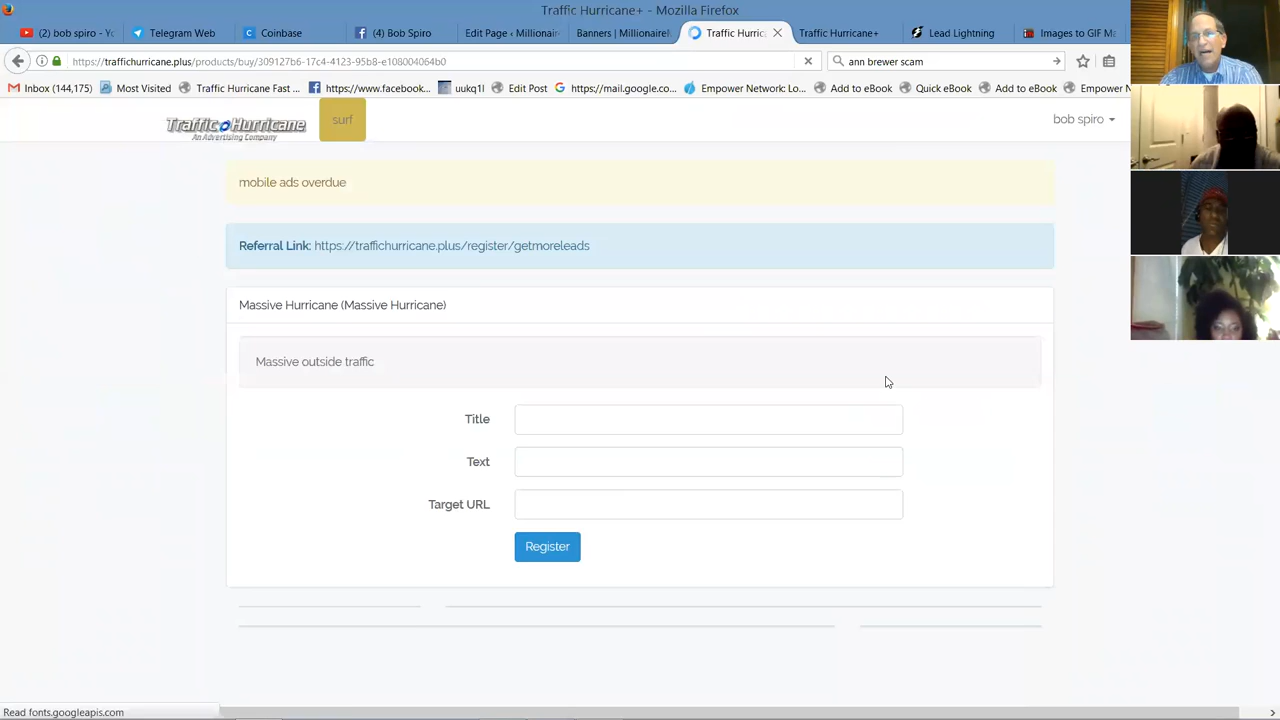 Traffic Hurricane+ - Mozilla Firefox
(2) bob spiro - Yo
Telegram Web
Coinbase
(4) Bob Spiro
Edit Page ‹ Millionair
Banners | Millionaire
Traffic Hurric
Traffic Hurricane+
Lead Lightning
Images to GIF Ma
https://traffichurricane.plus/products/buy/309127b6-17c4-4123-95b8-e108004084b0
ann brewer scam
Inbox (144,175)
Most Visited
Traffic Hurricane Fast ...
https://www.facebook...
uukq1l
Edit Post
https://mail.google.co...
Empower Network: Lo...
Add to eBook
Quick eBook
Add to eBook
Empower N
Traffic Hurricane
An Advertising Company
surf
bob spiro
mobile ads overdue
Referral Link: https://traffichurricane.plus/register/getmoreleads
Massive Hurricane (Massive Hurricane)
Massive outside traffic
Title
Text
Target URL
Register
Read fonts.googleapis.com